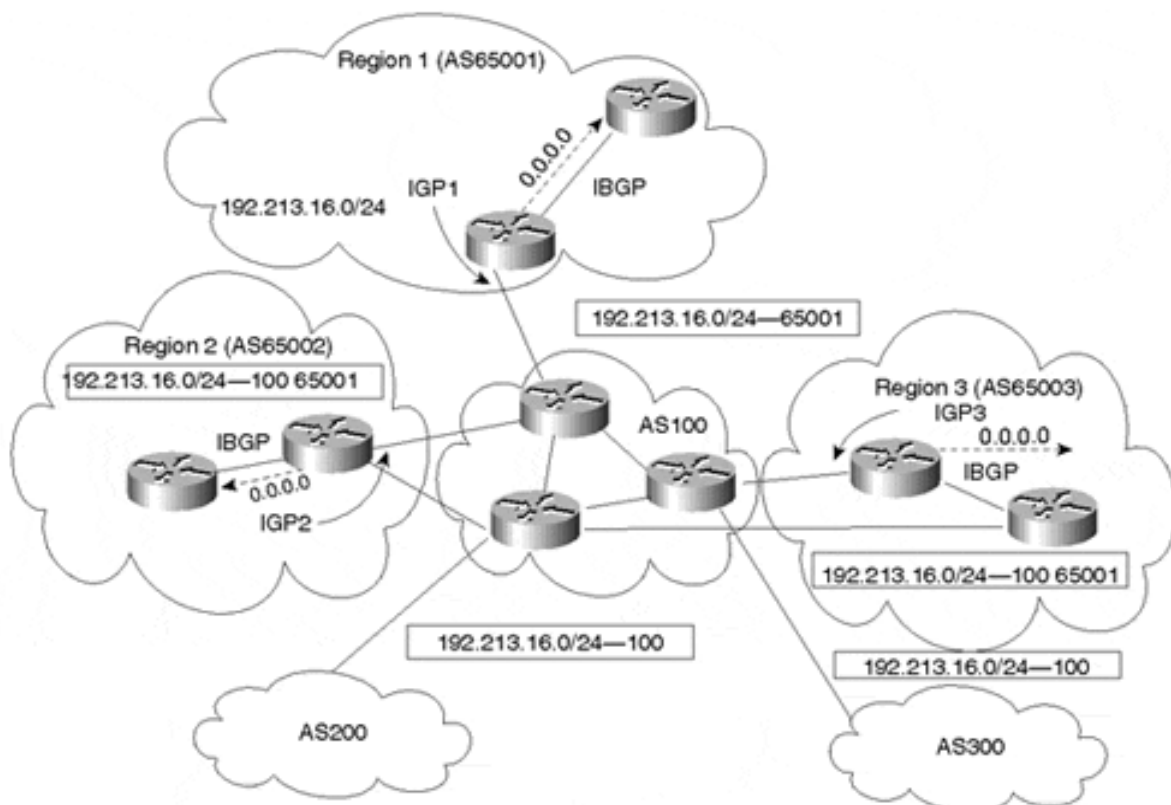 Region 1 (AS65001)
0.0.0.0
IGP1
IBGP
192.213.16.0/24
192.213.16.0/24—65001
Region 2 (AS65002)
192.213.16.0/24—100 65001
IBGP
0.0.0.0
IGP2
AS100
Region 3 (AS65003)
IGP3
0.0.0.0
IBGP
192.213.16.0/24—100 65001
192.213.16.0/24—100
192.213.16.0/24—100
AS200
AS300